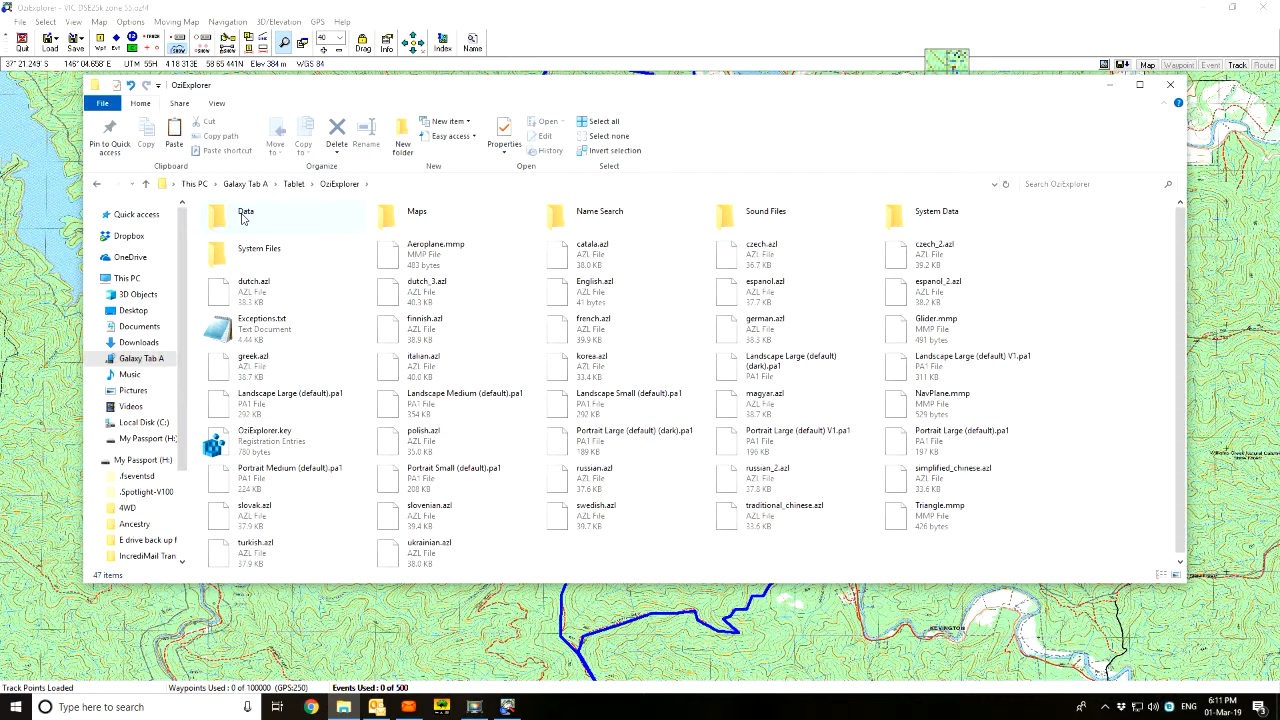 OziExplorer - VIC DSE25k zone 55.ozf4
File Select View Map Options Moving Map Navigation 3D/Elevation GPS Help
Quit Load Save Wpt Evt TRACK SHOW SHOW 40 Drag Info Index Name
37° 21.249' S 146° 04.658' E UTM 55H 4 18 313E 58 65 441N Elev 384 m WGS 84 Map Waypoint Event Track Route
OziExplorer
File Home Share View
Pin to Quick access
Copy
Paste
Cut
Copy path
Paste shortcut
Move to
Copy to
Delete
Rename
New folder
New item
Easy access
Properties
Open
Edit
History
Select all
Select none
Invert selection
Clipboard Organize New Open Select
This PC > Galaxy Tab A > Tablet > OziExplorer >
Search OziExplorer
Quick access
Dropbox
OneDrive
This PC
3D Objects
Desktop
Documents
Downloads
Galaxy Tab A
Music
Pictures
Videos
Local Disk (C:)
My Passport (H:)
My Passport (H:)
.fseventsd
.Spotlight-V100
4WD
Ancestry
E drive back up f
IncrediMail Tran
Data
Maps
Name Search
Sound Files
System Data
System Files
Aeroplane.mmp
MMP File
483 bytes
catala.azl
AZL File
38.0 KB
czech.azl
AZL File
36.7 KB
czech_2.azl
AZL File
39.2 KB
dutch.azl
AZL File
38.3 KB
dutch_3.azl
AZL File
40.3 KB
English.azl
AZL File
41 bytes
espanol.azl
AZL File
37.7 KB
espanol_2.azl
AZL File
38.2 KB
Exceptions.txt
Text Document
4.44 KB
finnish.azl
AZL File
38.9 KB
french.azl
AZL File
39.9 KB
german.azl
AZL File
38.3 KB
Glider.mmp
MMP File
491 bytes
greek.azl
AZL File
38.7 KB
italian.azl
AZL File
40.0 KB
korea.azl
AZL File
33.4 KB
Landscape Large (default)
(dark).pa1
PA1 File
Landscape Large (default) V1.pa1
PA1 File
311 KB
Landscape Large (default).pa1
PA1 File
292 KB
Landscape Medium (default).pa1
PA1 File
354 KB
Landscape Small (default).pa1
PA1 File
292 KB
magyar.azl
AZL File
38.7 KB
NavPlane.mmp
MMP File
529 bytes
OziExplorer.key
Registration Entries
780 bytes
polish.azl
AZL File
35.0 KB
Portrait Large (default) (dark).pa1
PA1 File
189 KB
Portrait Large (default) V1.pa1
PA1 File
196 KB
Portrait Large (default).pa1
PA1 File
197 KB
Portrait Medium (default).pa1
PA1 File
224 KB
Portrait Small (default).pa1
PA1 File
208 KB
russian.azl
AZL File
37.6 KB
russian_2.azl
AZL File
37.8 KB
simplified_chinese.azl
AZL File
33.6 KB
slovak.azl
AZL File
37.9 KB
slovenian.azl
AZL File
39.4 KB
swedish.azl
AZL File
39.7 KB
traditional_chinese.azl
AZL File
33.6 KB
Triangle.mmp
MMP File
426 bytes
turkish.azl
AZL File
37.9 KB
ukrainian.azl
AZL File
38.0 KB
47 items
KEVINGTON
Track Points Loaded Waypoints Used : 0 of 100000 (GPS:250) Events Used : 0 of 500
Type here to search
6:11 PM
01-Mar-19